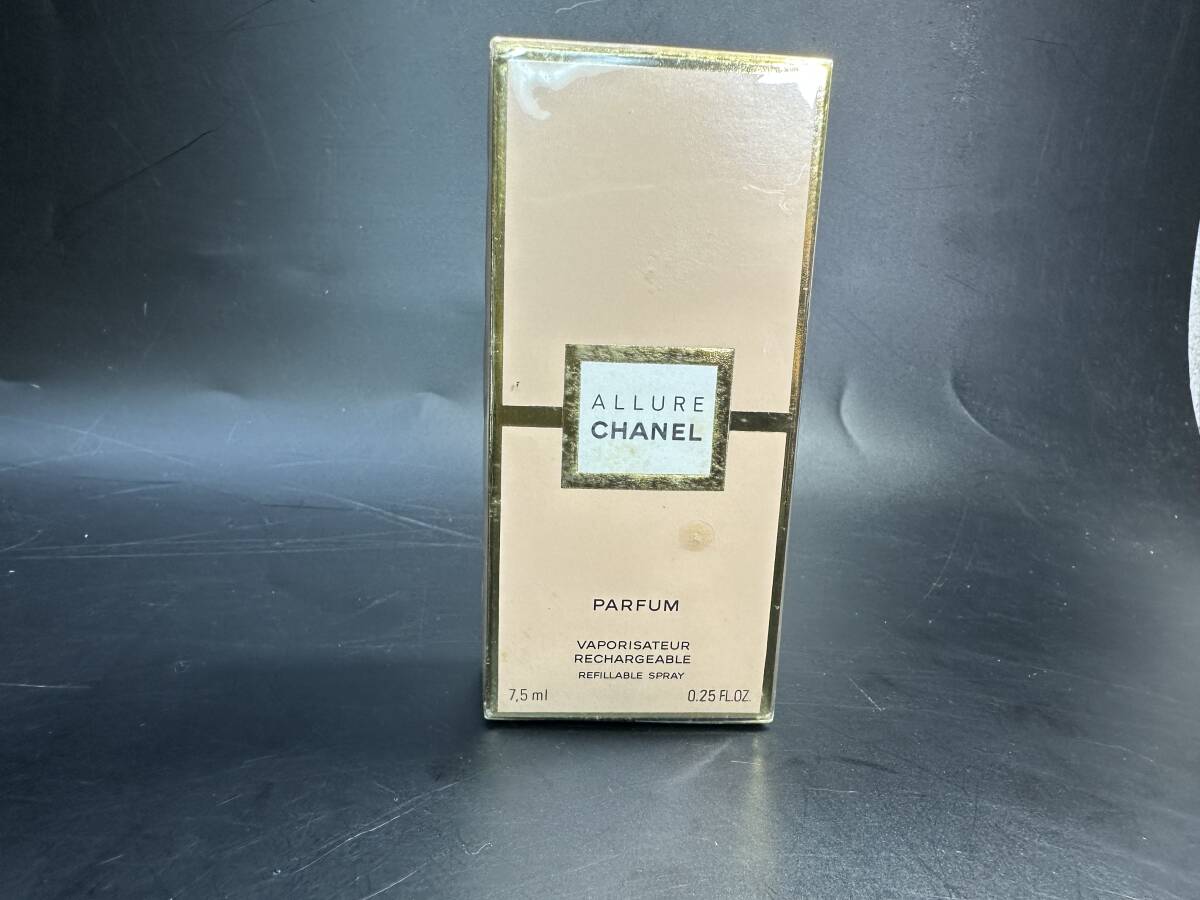 ALLURE
CHANEL
PARFUM
VAPORISATEUR
RECHARGEABLE
REFILLABLE SPRAY
7,5 ml 0.25 FL.OZ.